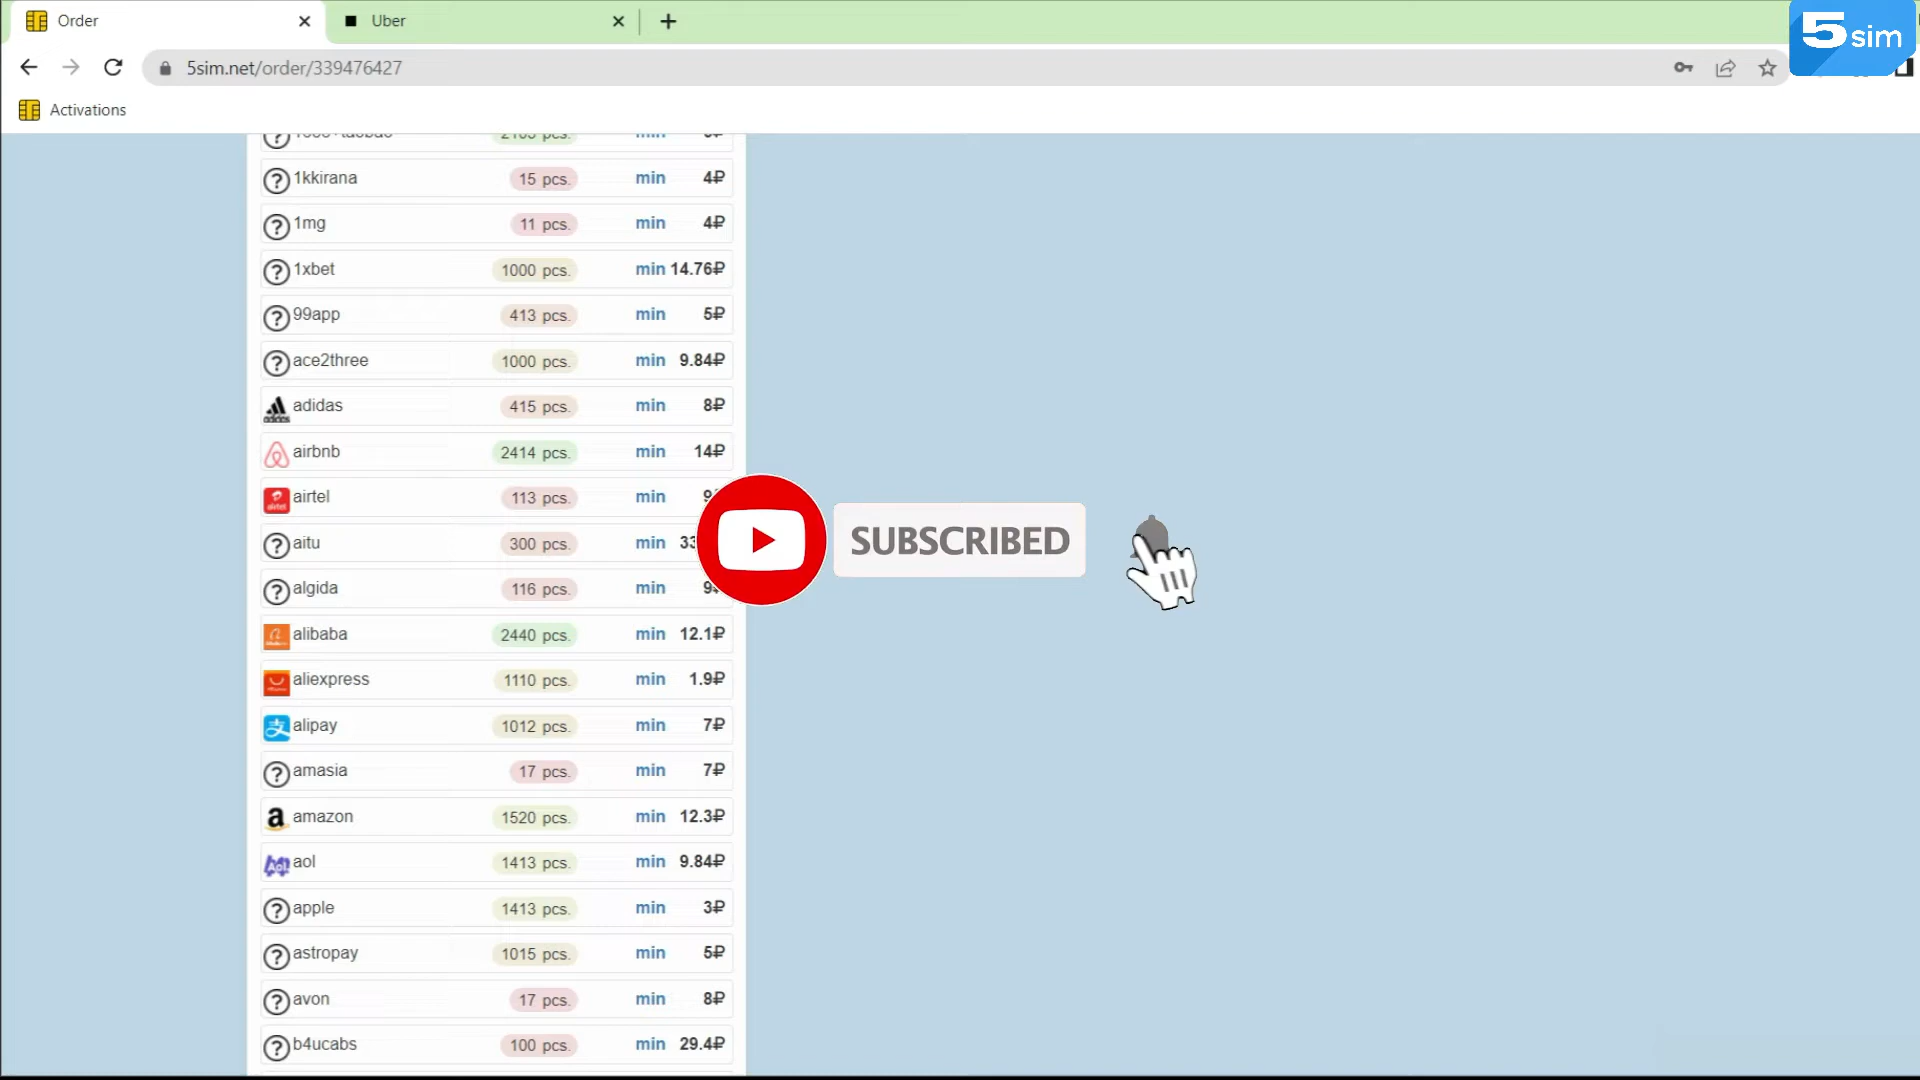 Order
Uber
5sim
5sim.net/order/339476427
Activations
1kkirana 15 pcs. min 4₽
1mg 11 pcs. min 4₽
1xbet 1000 pcs. min 14.76₽
99app 413 pcs. min 5₽
ace2three 1000 pcs. min 9.84₽
adidas 415 pcs. min 8₽
airbnb 2414 pcs. min 14₽
airtel 113 pcs. min
aitu 300 pcs. min
algida 116 pcs. min
SUBSCRIBED
alibaba 2440 pcs. min 12.1₽
aliexpress 1110 pcs. min 1.9₽
alipay 1012 pcs. min 7₽
amasia 17 pcs. min 7₽
amazon 1520 pcs. min 12.3₽
aol 1413 pcs. min 9.84₽
apple 1413 pcs. min 3₽
astropay 1015 pcs. min 5₽
avon 17 pcs. min 8₽
b4ucabs 100 pcs. min 29.4₽